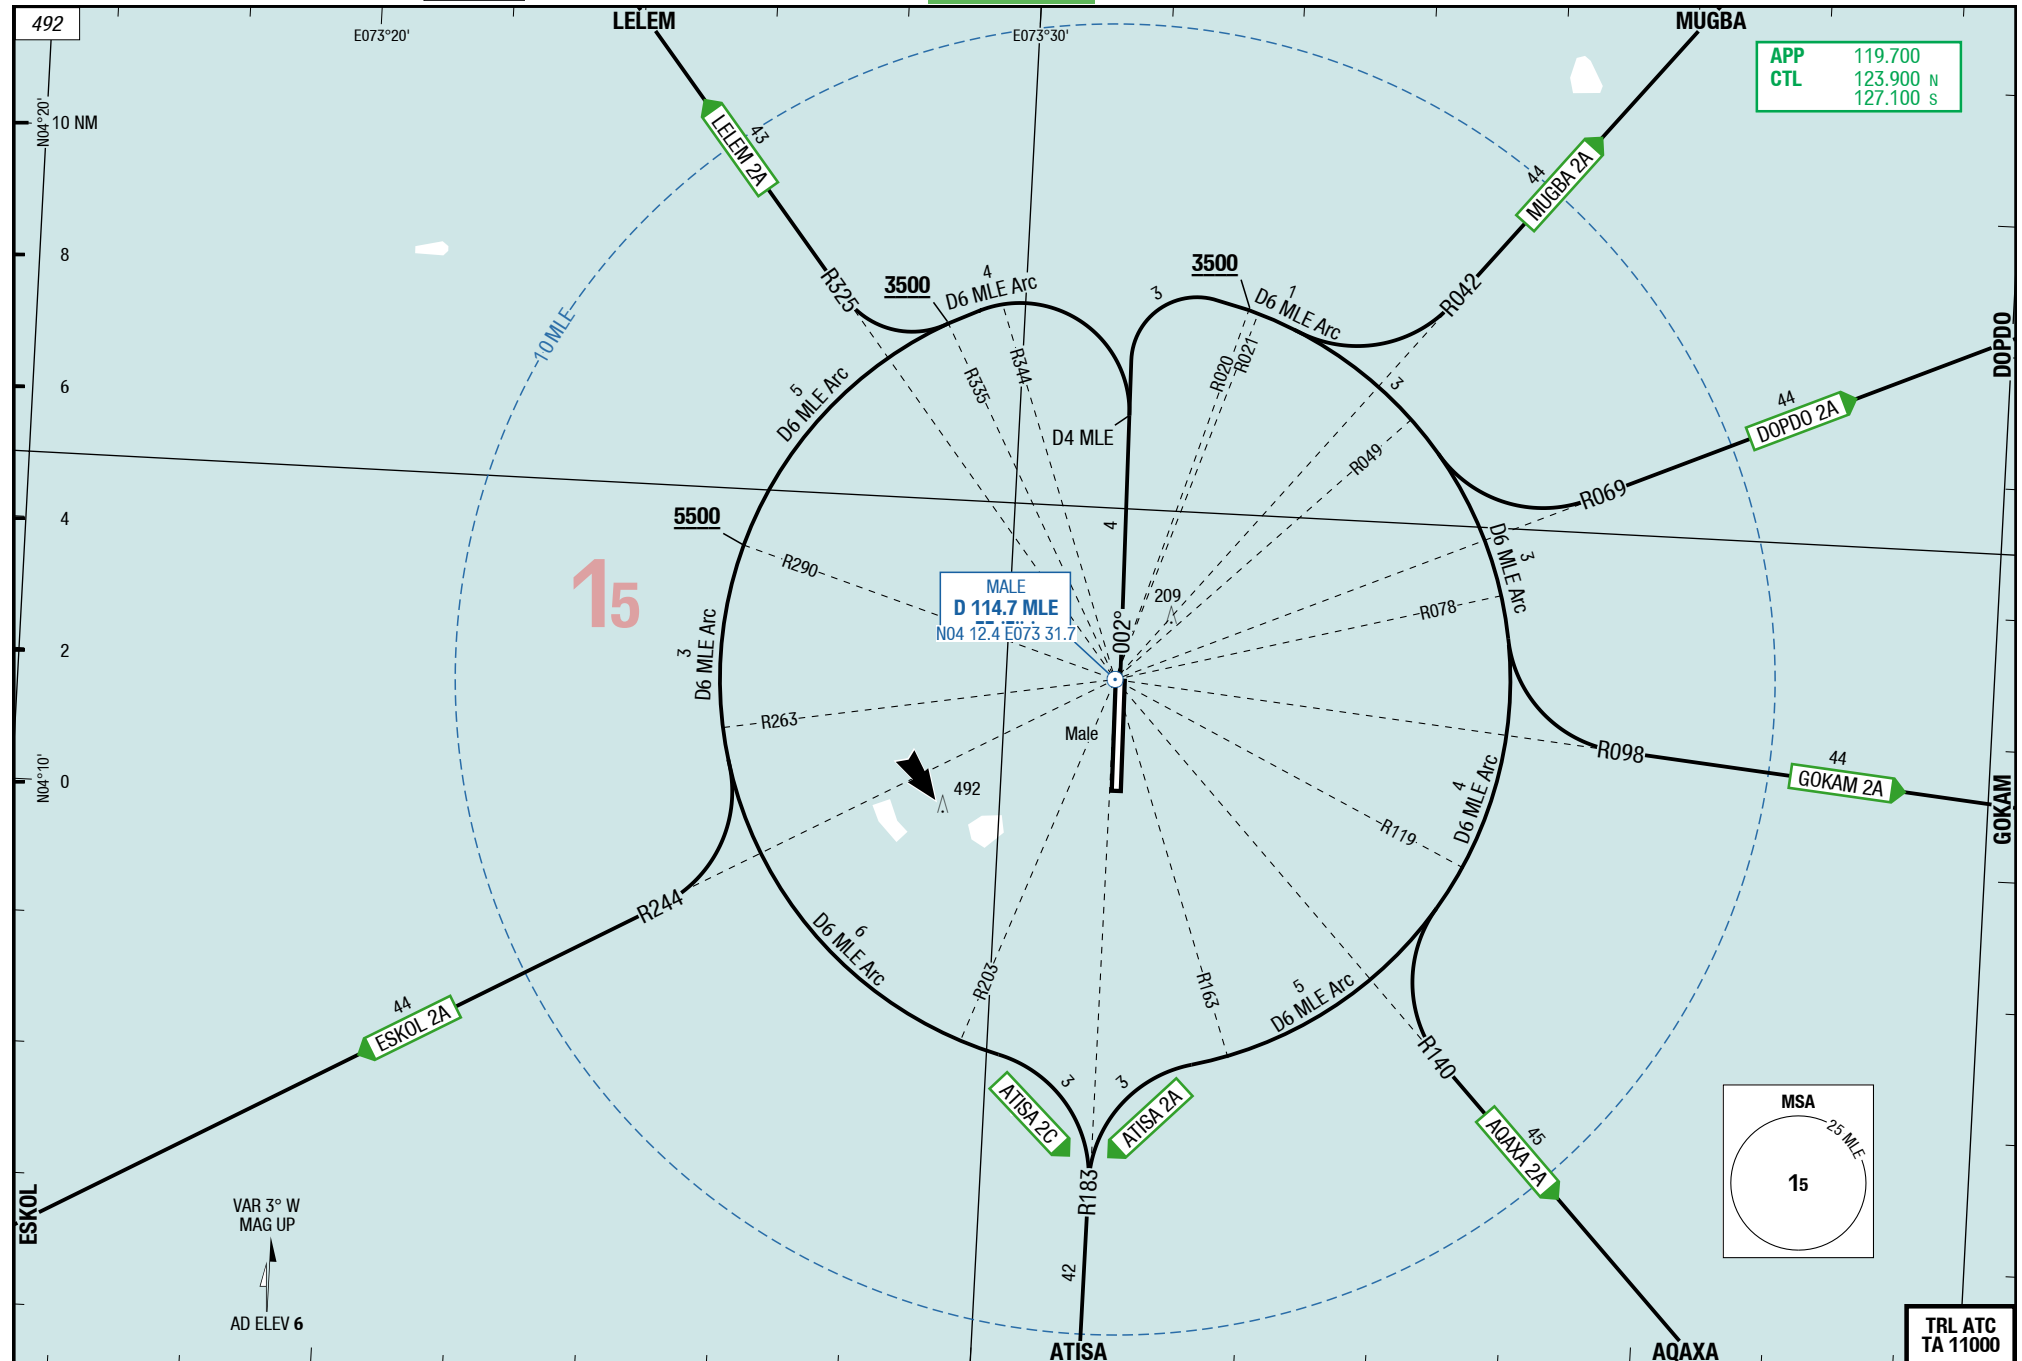 492
LELEM
MUGBA
E073°20'
E073°30'
APP 119.700
CTL 123.900 N
127.100 S
N04°20'
10 NM
8
6
4
2
0
N04°10'
43
LELEM 2A
44
MUGBA 2A
10 MLE
R325
3500
4
D6 MLE Arc
3
3500
1
D6 MLE Arc
R042
DOPDO
44
DOPDO 2A
R069
5
D6 MLE Arc
R335
R344
D4 MLE
4
R020
R021
3
R049
5500
R290
15
MALE
D 114.7 MLE
N04 12.4 E073 31.7
002°
209
3
D6 MLE Arc
R078
3
D6 MLE Arc
R263
Male
R098
44
GOKAM 2A
GOKAM
492
4
D6 MLE Arc
R119
R244
44
ESKOL 2A
ESKOL
6
D6 MLE Arc
R203
R163
5
D6 MLE Arc
R140
45
AQAXA 2A
3
ATISA 2C
3
ATISA 2A
R183
42
ATISA
AQAXA
VAR 3° W
MAG UP
AD ELEV 6
MSA
25 MLE
15
TRL ATC
TA 11000